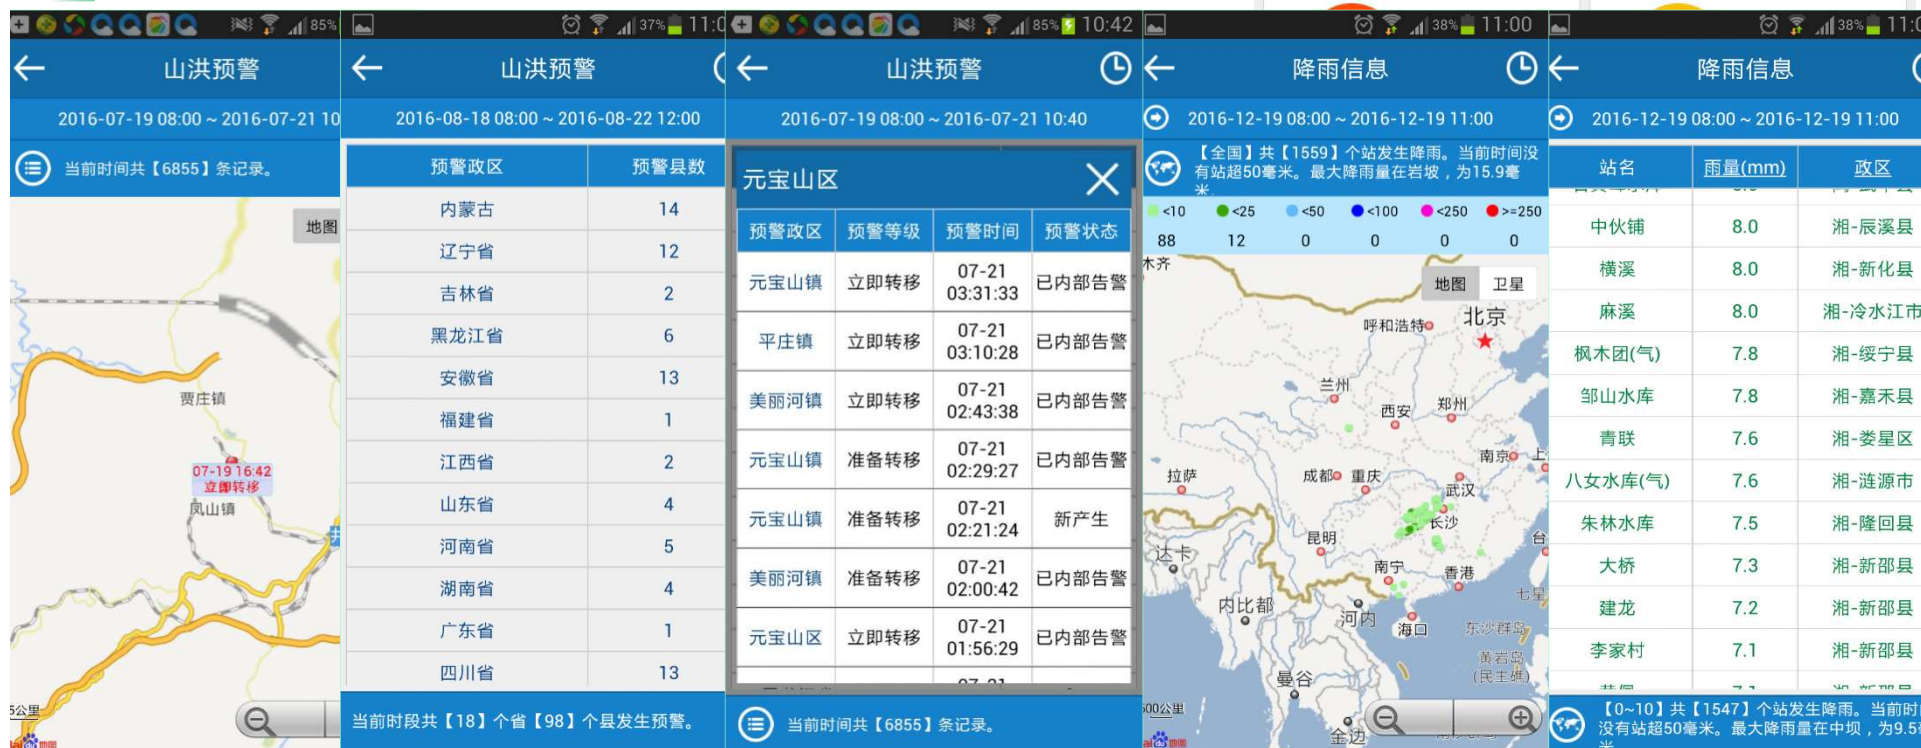 85%
山洪预警
2016-07-19 08:00 ~ 2016-07-21 10
当前时间共【6855】条记录。
地图
贾庄镇
07-19 16:42
立即转移
凤山镇
5公里
37% 11:0
山洪预警
2016-08-18 08:00 ~ 2016-08-22 12:00
预警政区 预警县数
内蒙古 14
辽宁省 12
吉林省 2
黑龙江省 6
安徽省 13
福建省 1
江西省 2
山东省 4
河南省 5
湖南省 4
广东省 1
四川省 13
当前时段共【18】个省【98】个县发生预警。
85% 10:42
山洪预警
2016-07-19 08:00 ~ 2016-07-21 10:40
元宝山区
预警政区 预警等级 预警时间 预警状态
元宝山镇 立即转移 07-21 03:31:33 已内部告警
平庄镇 立即转移 07-21 03:10:28 已内部告警
美丽河镇 立即转移 07-21 02:43:38 已内部告警
元宝山镇 准备转移 07-21 02:29:27 已内部告警
元宝山镇 准备转移 07-21 02:21:24 新产生
美丽河镇 准备转移 07-21 02:00:42 已内部告警
元宝山区 立即转移 07-21 01:56:29 已内部告警
当前时间共【6855】条记录。
38% 11:00
降雨信息
2016-12-19 08:00 ~ 2016-12-19 11:00
【全国】共【1559】个站发生降雨。当前时间没
有站超50毫米。最大降雨量在岩坡，为15.9毫
米。
<10 <25 <50 <100 <250 >=250
88 12 0 0 0 0
木齐
地图 卫星
北京
呼和浩特
兰州
西安
郑州
南京
上
拉萨
成都
重庆
武汉
长沙
昆明
台
达卡
南宁
香港
七星
内比都
河内
海口
东沙群岛
黄岩岛
(民主礁)
曼谷
金边
500公里
38% 11:0
降雨信息
2016-12-19 08:00 ~ 2016-12-19 11:00
站名 雨量(mm) 政区
中伙铺 8.0 湘-辰溪县
横溪 8.0 湘-新化县
麻溪 8.0 湘-冷水江市
枫木团(气) 7.8 湘-绥宁县
邹山水库 7.8 湘-嘉禾县
青联 7.6 湘-娄星区
八女水库(气) 7.6 湘-涟源市
朱林水库 7.5 湘-隆回县
大桥 7.3 湘-新邵县
建龙 7.2 湘-新邵县
李家村 7.1 湘-新邵县
【0~10】共【1547】个站发生降雨。当前时
没有站超50毫米。最大降雨量在中坝，为9.5